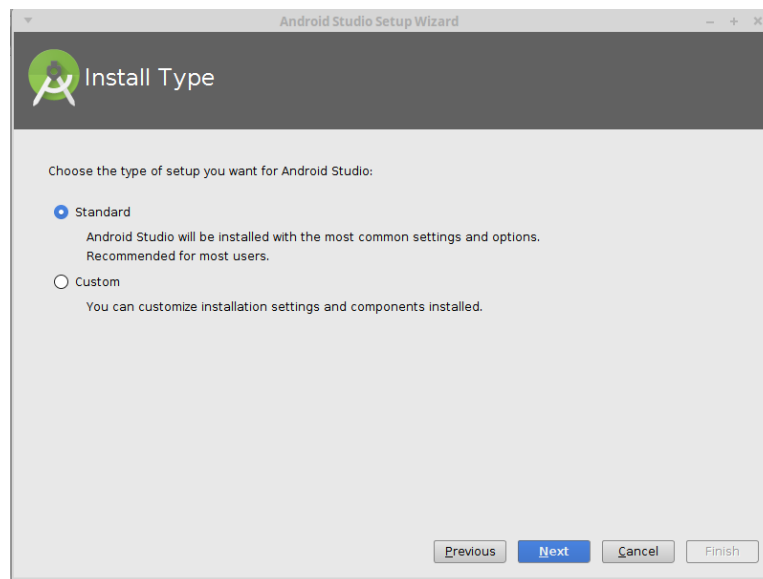 Android Studio Setup Wizard
Install Type
Choose the type of setup you want for Android Studio:
Standard
Android Studio will be installed with the most common settings and options.
Recommended for most users.
Custom
You can customize installation settings and components installed.
Previous Next Cancel Finish